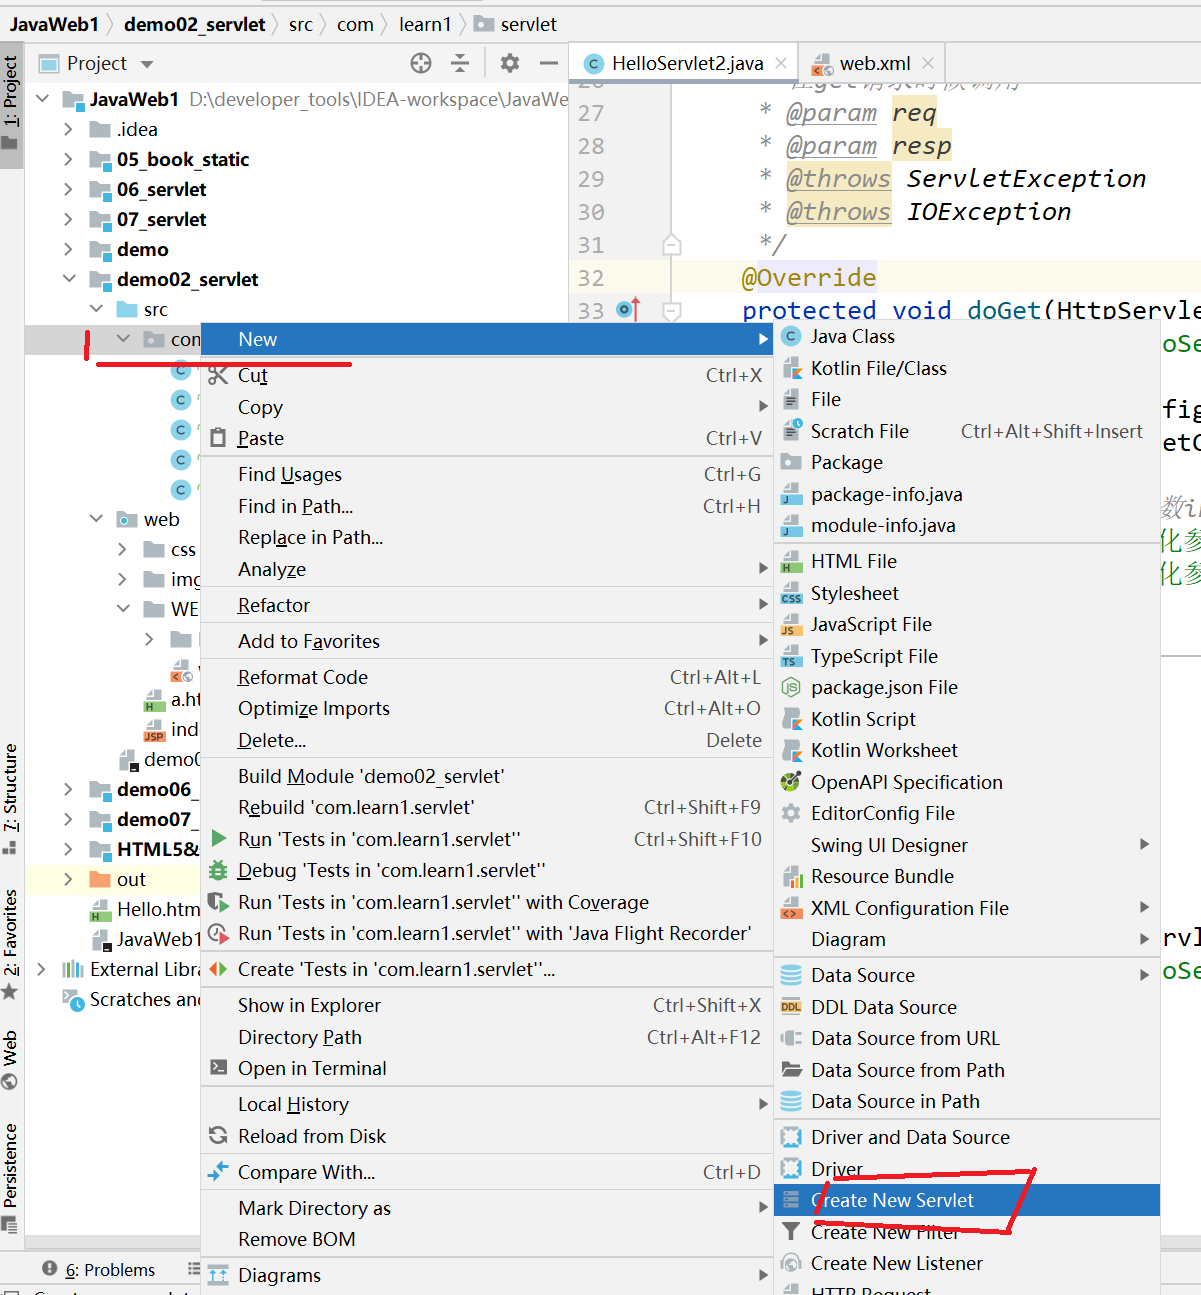 JavaWeb1 demo02_servlet src com learn1 servlet
1: Project
Project
HelloServlet2.java
web.xml
JavaWeb1 D:\developer_tools\IDEA-workspace\JavaWe
.idea
05_book_static
06_servlet
07_servlet
demo
demo02_servlet
src
com
web
css
img
WE
a.ht
ind
demo0
demo06_
demo07_
HTML5&
out
Hello.htm
JavaWeb1
External Libra
Scratches and
7: Structure
2: Favorites
Web
Persistence
6: Problems
27 * @param req
28 * @param resp
29 * @throws ServletException
30 * @throws IOException
31 */
32 @Override
33 protected void doGet(HttpServle
New
Cut Ctrl+X
Copy
Paste Ctrl+V
Find Usages Ctrl+G
Find in Path... Ctrl+H
Replace in Path...
Analyze
Refactor
Add to Favorites
Reformat Code Ctrl+Alt+L
Optimize Imports Ctrl+Alt+O
Delete... Delete
Build Module 'demo02_servlet'
Rebuild 'com.learn1.servlet' Ctrl+Shift+F9
Run 'Tests in 'com.learn1.servlet'' Ctrl+Shift+F10
Debug 'Tests in 'com.learn1.servlet''
Run 'Tests in 'com.learn1.servlet'' with Coverage
Run 'Tests in 'com.learn1.servlet'' with 'Java Flight Recorder'
Create 'Tests in 'com.learn1.servlet''...
Show in Explorer Ctrl+Shift+X
Directory Path Ctrl+Alt+F12
Open in Terminal
Local History
Reload from Disk
Compare With... Ctrl+D
Mark Directory as
Remove BOM
Diagrams
Java Class
Kotlin File/Class
File
Scratch File Ctrl+Alt+Shift+Insert
Package
package-info.java
module-info.java
HTML File
Stylesheet
JavaScript File
TypeScript File
package.json File
Kotlin Script
Kotlin Worksheet
OpenAPI Specification
EditorConfig File
Swing UI Designer
Resource Bundle
XML Configuration File
Diagram
Data Source
DDL Data Source
Data Source from URL
Data Source from Path
Data Source in Path
Driver and Data Source
Driver
Create New Servlet
Create New Filter
Create New Listener
HTTP Request
oSe
fig
etC
数i
化参
化参
rvl
oSe